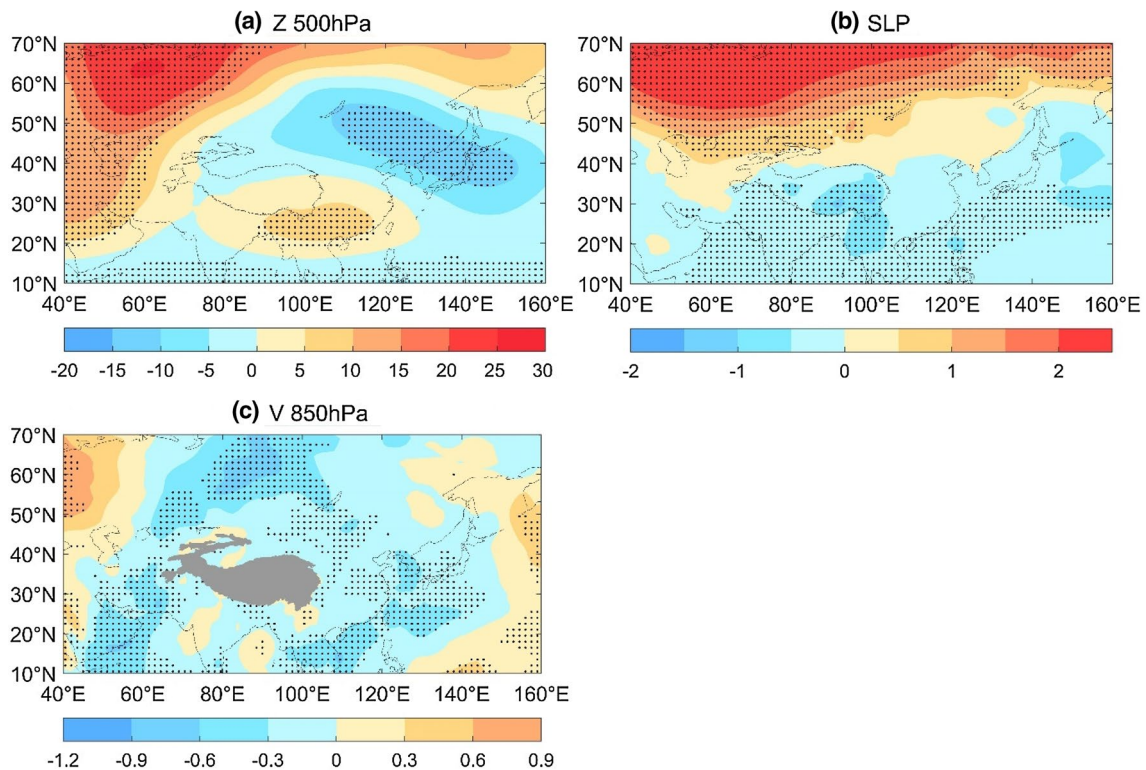 (a) Z 500hPa
70°N
60°N
50°N
40°N
30°N
20°N
10°N
40°E 60°E 80°E 100°E 120°E 140°E 160°E
-20 -15 -10 -5 0 5 10 15 20 25 30
(b) SLP
70°N
60°N
50°N
40°N
30°N
20°N
10°N
40°E 60°E 80°E 100°E 120°E 140°E 160°E
-2 -1 0 1 2
(c) V 850hPa
70°N
60°N
50°N
40°N
30°N
20°N
10°N
40°E 60°E 80°E 100°E 120°E 140°E 160°E
-1.2 -0.9 -0.6 -0.3 0 0.3 0.6 0.9